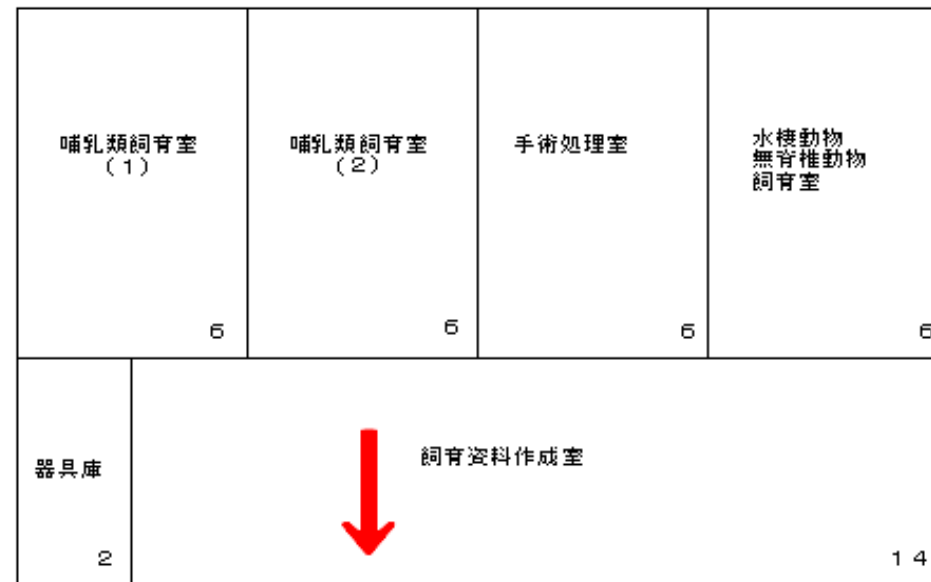 哺乳類飼育室
（１）
６
哺乳類飼育室
（２）
６
手術処理室
６
水棲動物
無脊椎動物
飼育室
６
器具庫
２
飼育資料作成室
１４